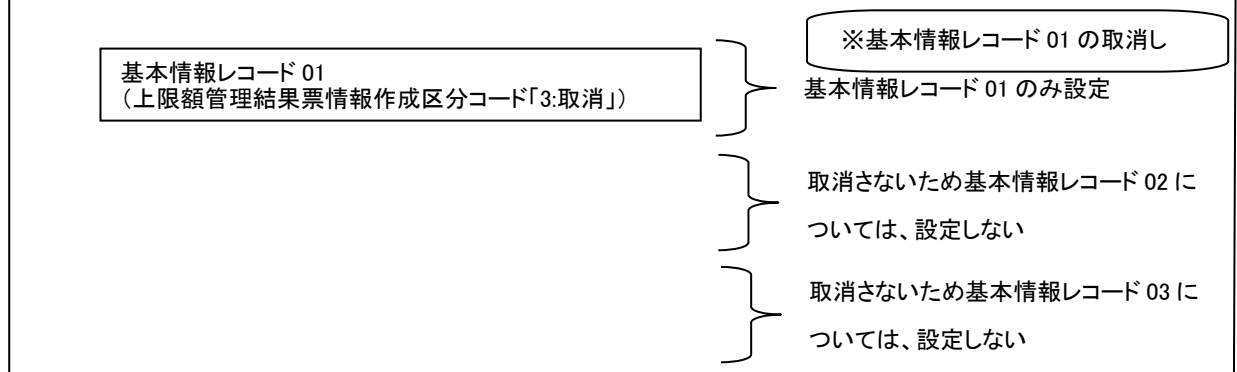 ※基本情報レコード 01 の取消し
基本情報レコード 01
（上限額管理結果票情報作成区分コード「3:取消」）
基本情報レコード 01 のみ設定
取消さないため基本情報レコード 02 に
ついては、設定しない
取消さないため基本情報レコード 03 に
ついては、設定しない